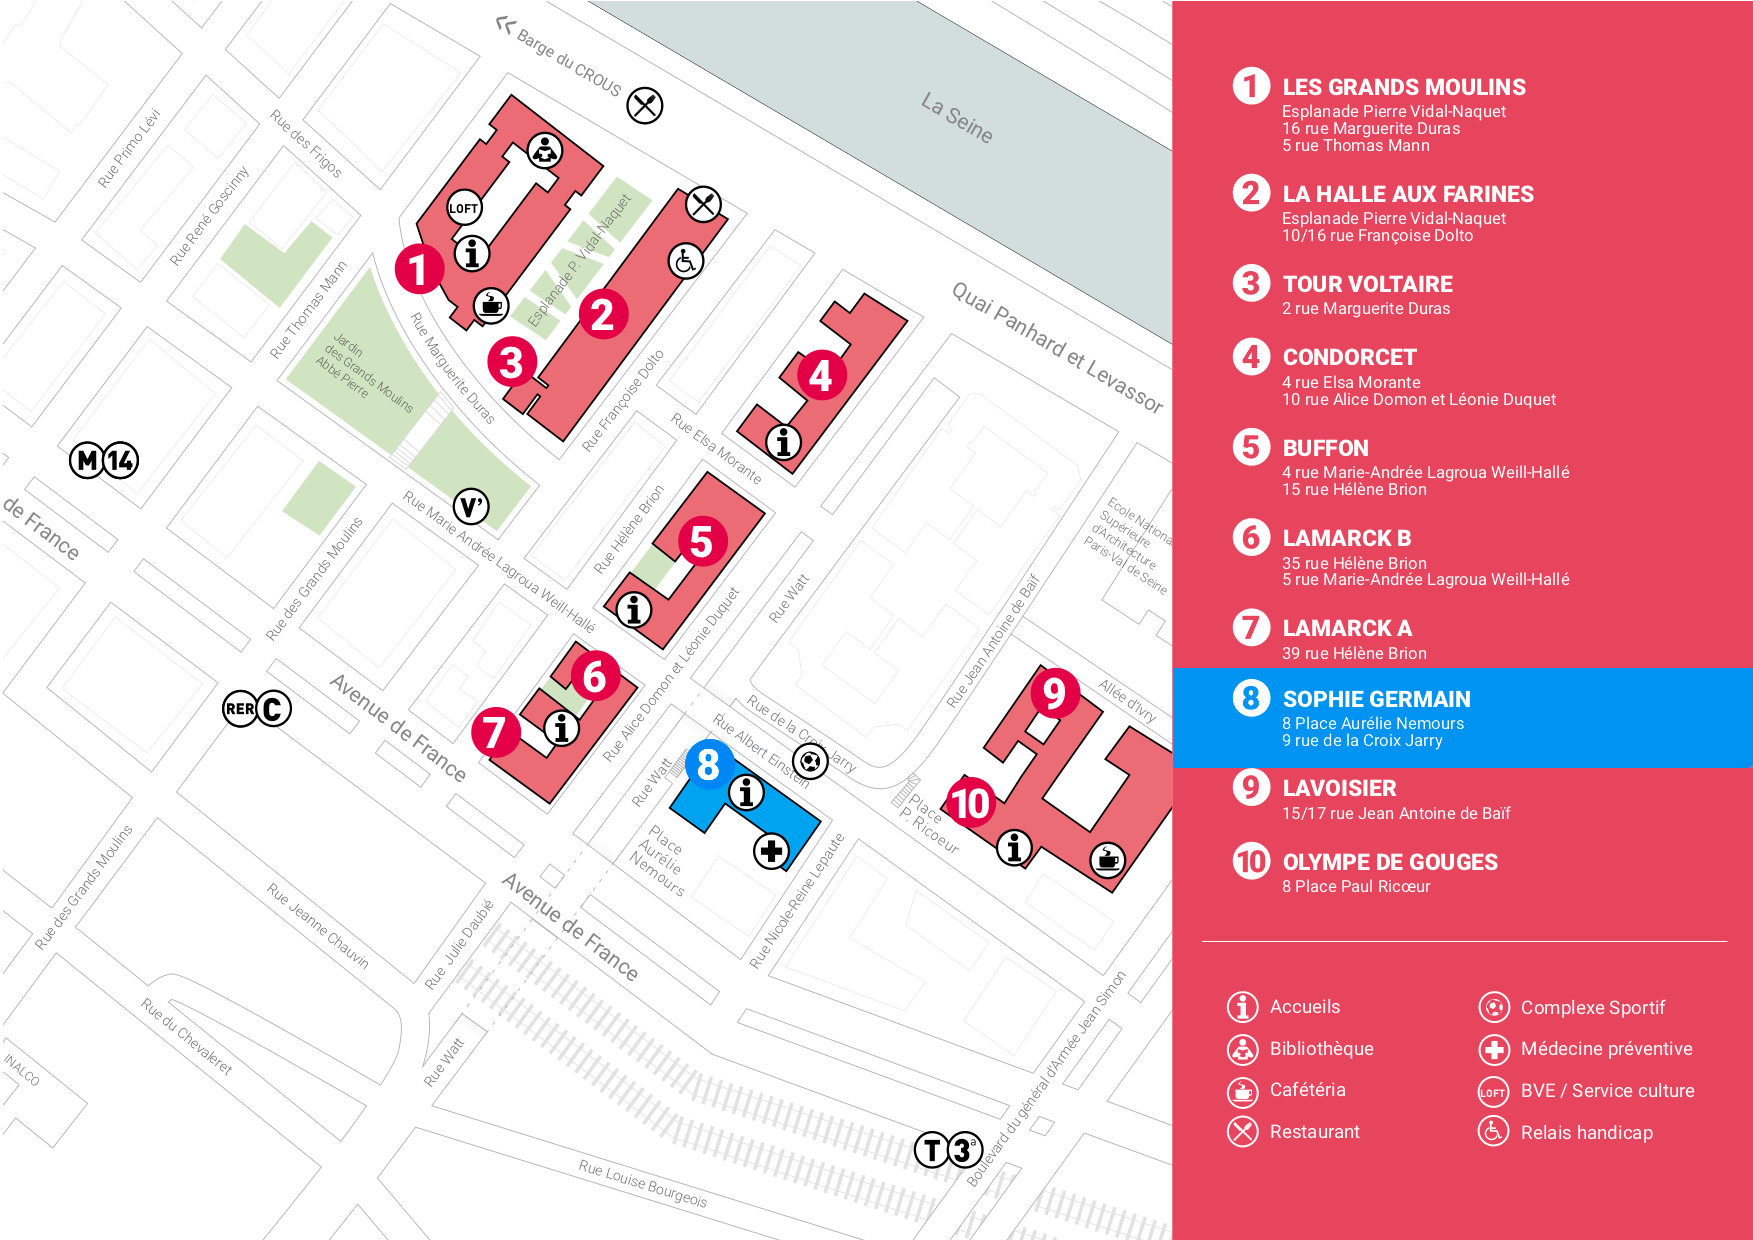 << Barge du CROUS
La Seine
Quai Panhard et Levassor
Rue Primo Lévi
Rue des Frigos
Rue René Goscinny
Rue Thomas Mann
LOFT
1
2
3
4
Esplanade P. Vidal-Naquet
Jardin
des Grands Moulins
Abbé Pierre
Rue Marguerite Duras
Rue Françoise Dolto
Rue Elsa Morante
M 14
de France
V'
Rue Marie Andrée Lagroua Weill-Hallé
Rue des Grands Moulins
Rue Hélène Brion
5
Rue Watt
Rue Jean Antoine de Baïf
Ecole Nationa
Supérieure
d'Architecture
Paris-Val de Seine
Rue Alice Domon et Léonie Duquet
6
7
RER C
Avenue de France
Rue de la Croix Jarry
Rue Albert Einstein
Rue Watt
8
9
10
Allée d'Ivry
Place
P. Ricoeur
Place
Aurélie
Nemours
Rue Nicole-Reine Lepaute
Avenue de France
Rue des Grands Moulins
Rue Jeanne Chauvin
Rue Julie Daubié
Rue du Chevaleret
Rue Watt
INALCO
Boulevard du général d'Armée Jean Simon
T 3a
Rue Louise Bourgeois
1 LES GRANDS MOULINS
Esplanade Pierre Vidal-Naquet
16 rue Marguerite Duras
5 rue Thomas Mann
2 LA HALLE AUX FARINES
Esplanade Pierre Vidal-Naquet
10/16 rue Françoise Dolto
3 TOUR VOLTAIRE
2 rue Marguerite Duras
4 CONDORCET
4 rue Elsa Morante
10 rue Alice Domon et Léonie Duquet
5 BUFFON
4 rue Marie-Andrée Lagroua Weill-Hallé
15 rue Hélène Brion
6 LAMARCK B
35 rue Hélène Brion
5 rue Marie-Andrée Lagroua Weill-Hallé
7 LAMARCK A
39 rue Hélène Brion
8 SOPHIE GERMAIN
8 Place Aurélie Nemours
9 rue de la Croix Jarry
9 LAVOISIER
15/17 rue Jean Antoine de Baïf
10 OLYMPE DE GOUGES
8 Place Paul Ricœur
Accueils
Bibliothèque
Cafétéria
Restaurant
Complexe Sportif
Médecine préventive
LOFT BVE / Service culture
Relais handicap